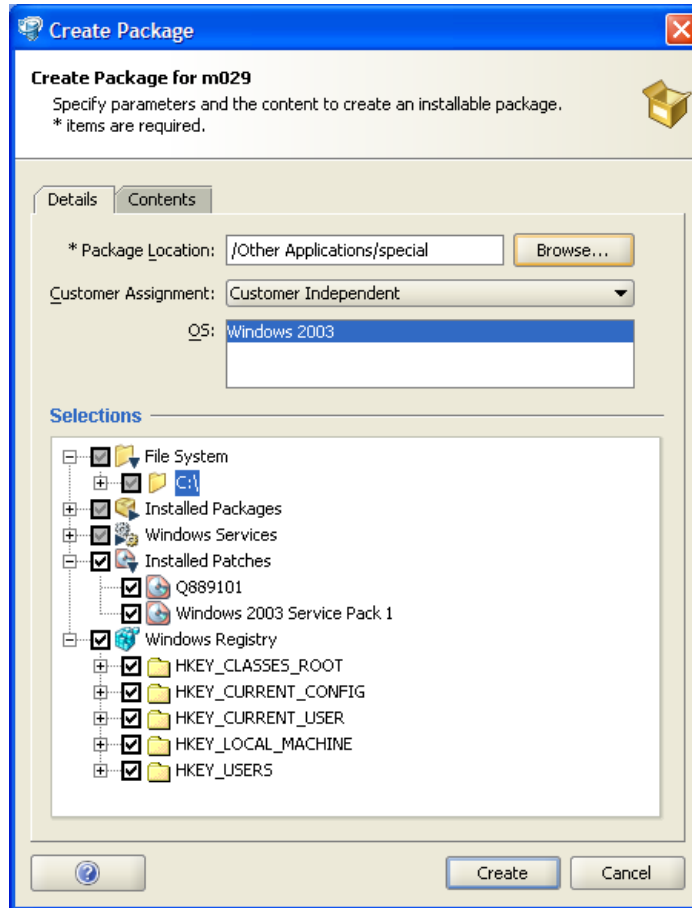 Create Package
Create Package for m029
Specify parameters and the content to create an installable package.
* items are required.
Details Contents
* Package Location: /Other Applications/special Browse...
Customer Assignment: Customer Independent
OS: Windows 2003
Selections
File System
C:\
Installed Packages
Windows Services
Installed Patches
Q889101
Windows 2003 Service Pack 1
Windows Registry
HKEY_CLASSES_ROOT
HKEY_CURRENT_CONFIG
HKEY_CURRENT_USER
HKEY_LOCAL_MACHINE
HKEY_USERS
? Create Cancel